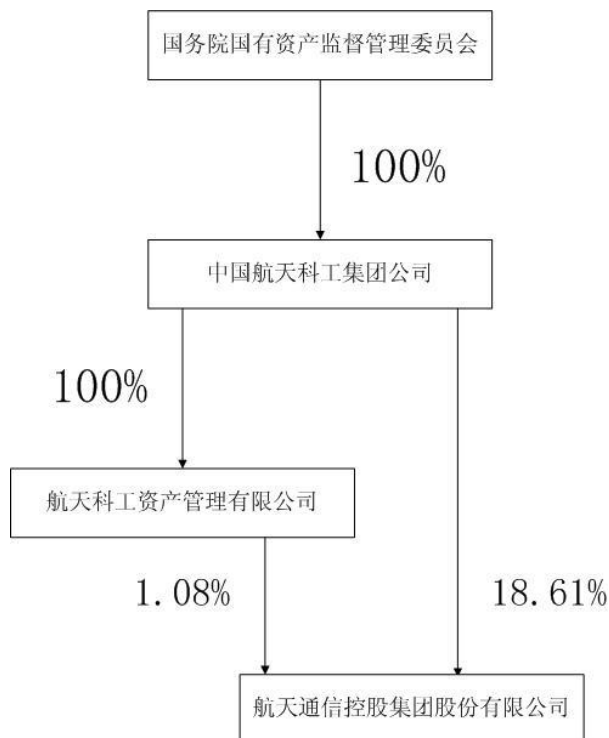 国务院国有资产监督管理委员会
100%
中国航天科工集团公司
100%
航天科工资产管理有限公司
1.08%
18.61%
航天通信控股集团股份有限公司